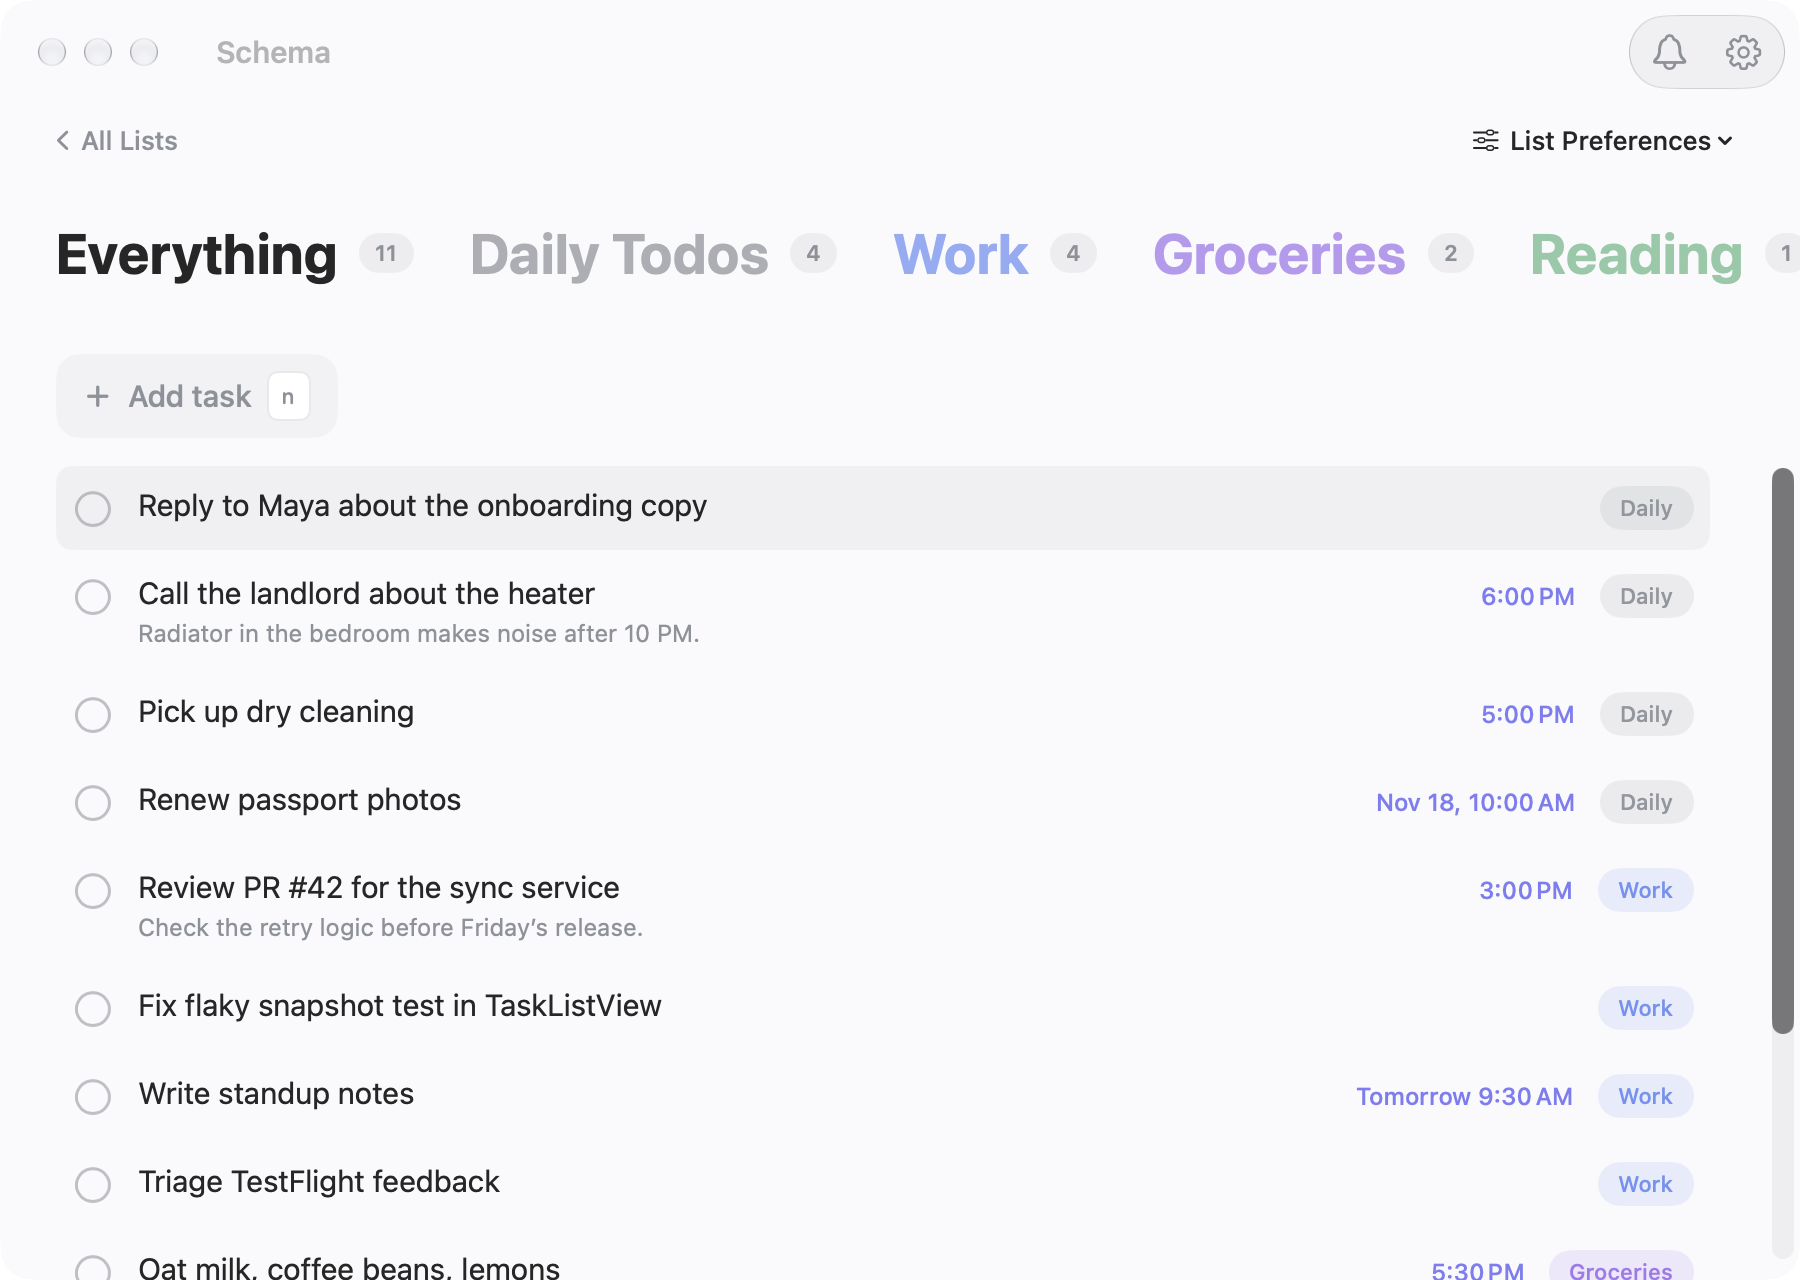 Schema
All Lists
List Preferences
Everything 11 Daily Todos 4 Work 4 Groceries 2 Reading 1
+ Add task n
Reply to Maya about the onboarding copy Daily
Call the landlord about the heater 6:00 PM Daily
Radiator in the bedroom makes noise after 10 PM.
Pick up dry cleaning 5:00 PM Daily
Renew passport photos Nov 18, 10:00 AM Daily
Review PR #42 for the sync service 3:00 PM Work
Check the retry logic before Friday’s release.
Fix flaky snapshot test in TaskListView Work
Write standup notes Tomorrow 9:30 AM Work
Triage TestFlight feedback Work
Oat milk, coffee beans, lemons 5:30 PM Groceries